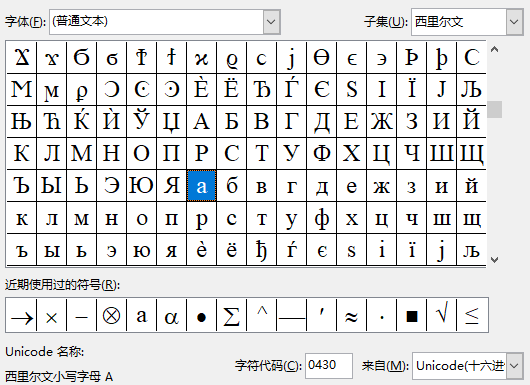 字体(F): (普通文本) 子集(U): 西里尔文
Ϫ ϫ Ϭ ϭ Ϯ ϯ ϰ ϱ ϲ ϳ ϴ ϵ ϶ Ϸ ϸ Ϲ
Ϻ ϻ ϼ Ͻ Ͼ Ͽ Ѐ Ё Ђ Ѓ Є Ѕ І Ї Ј Љ
Њ Ћ Ќ Ѝ Ў Џ А Б В Г Д Е Ж З И Й
К Л М Н О П Р С Т У Ф Х Ц Ч Ш Щ
Ъ Ы Ь Э Ю Я а б в г д е ж з и й
к л м н о п р с т у ф х ц ч ш щ
ъ ы ь э ю я ѐ ё ђ ѓ є ѕ і ї ј љ
近期使用过的符号(R):
→ × − ⊗ a α ● ∑ ^ — ′ ≈ · ■ √ ≤
Unicode 名称:
西里尔文小写字母 A 字符代码(C): 0430 来自(M): Unicode(十六进